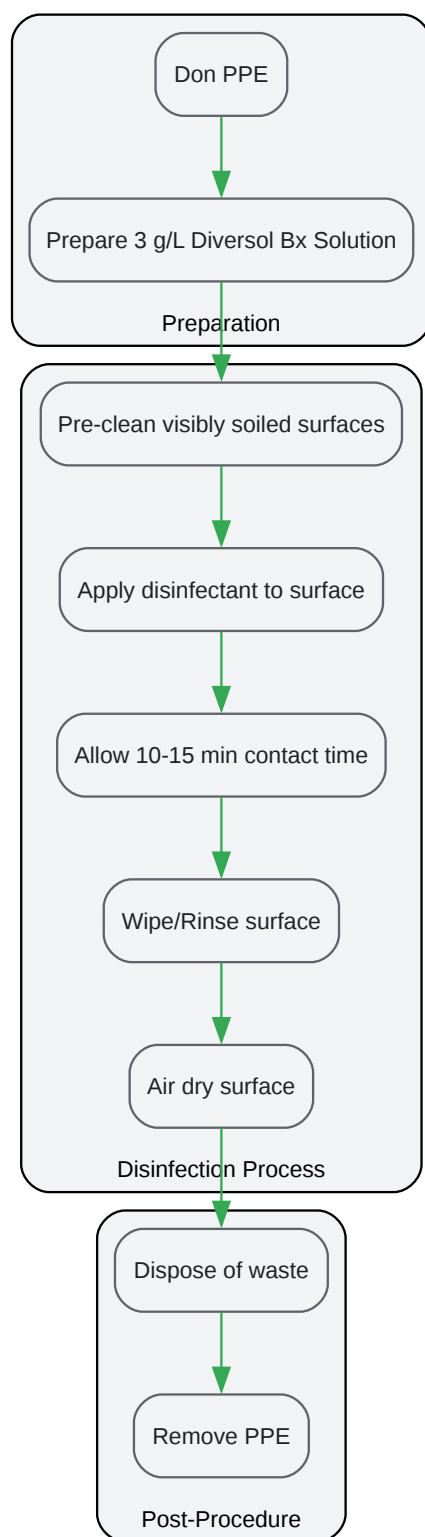 Don PPE
Prepare 3 g/L Diversol Bx Solution
Preparation
Pre-clean visibly soiled surfaces
Apply disinfectant to surface
Allow 10-15 min contact time
Wipe/Rinse surface
Air dry surface
Disinfection Process
Dispose of waste
Remove PPE
Post-Procedure